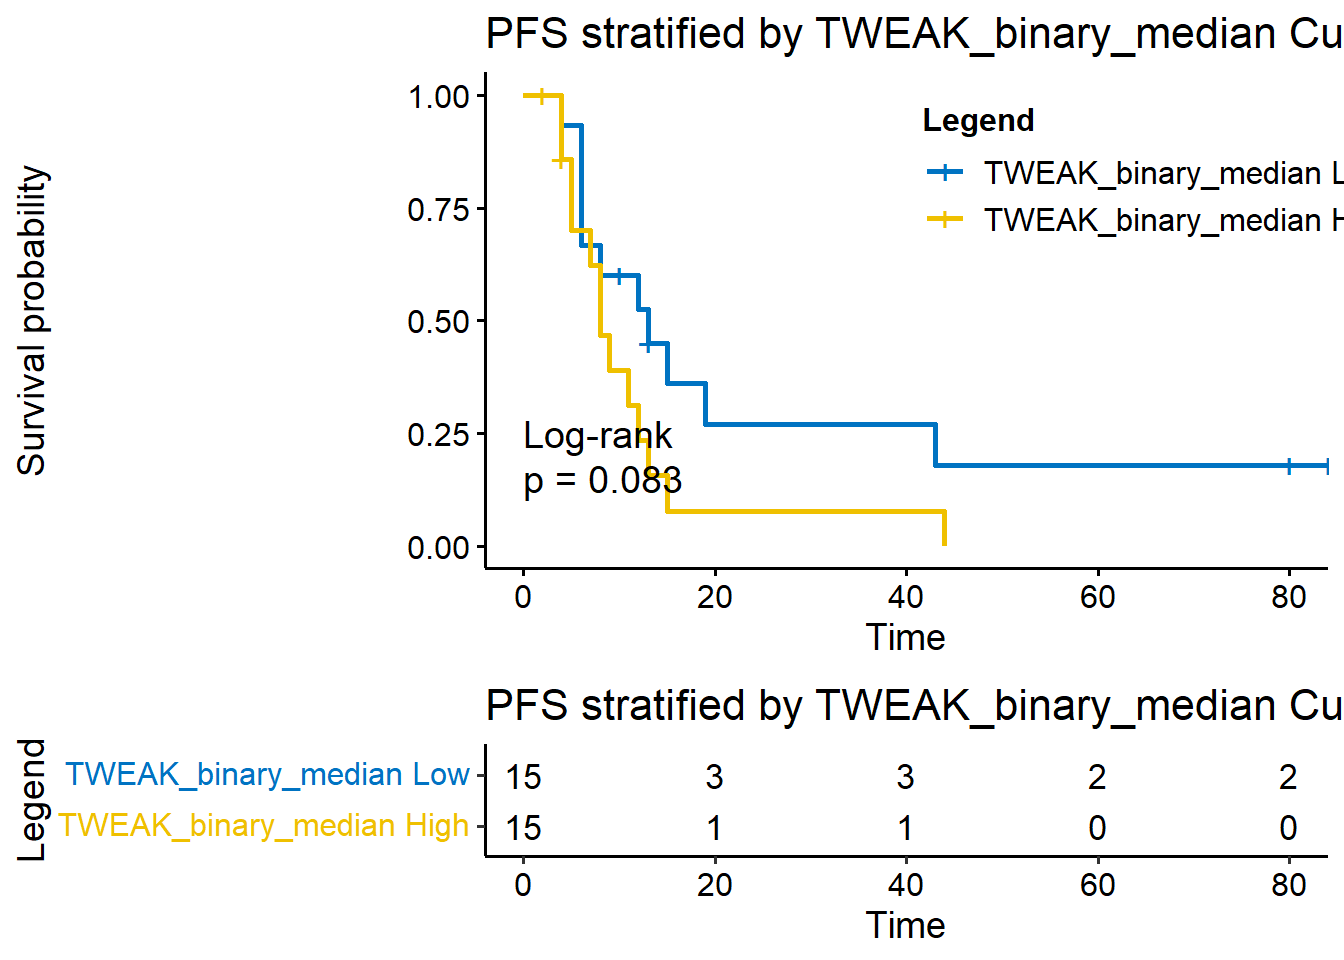 PFS stratified by TWEAK_binary_median Cu
Survival probability
1.00
0.75
0.50
0.25
0.00
Legend
TWEAK_binary_median L
TWEAK_binary_median H
Log-rank
p = 0.083
0 20 40 60 80
Time
PFS stratified by TWEAK_binary_median Cu
Legend
TWEAK_binary_median Low 15 3 3 2 2
TWEAK_binary_median High 15 1 1 0 0
0 20 40 60 80
Time